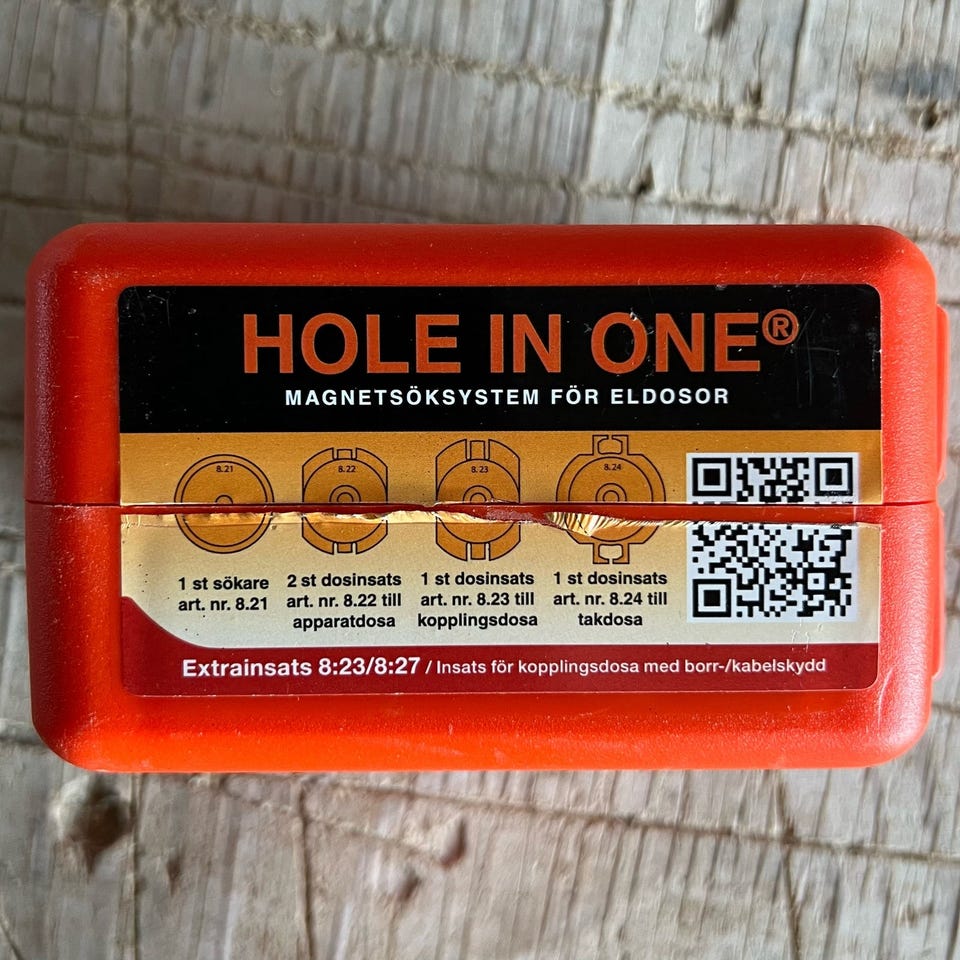 HOLE IN ONE®
MAGNETSÖKSYSTEM FÖR ELDOSOR
8.21
8.22
8.23
8.24
1 st sökare
art. nr. 8.21
2 st dosinsats
art. nr. 8.22 till
apparatdosa
1 st dosinsats
art. nr. 8.23 till
kopplingsdosa
1 st dosinsats
art. nr. 8.24 till
takdosa
Extrainsats 8:23/8:27 / Insats för kopplingsdosa med borr-/kabelskydd